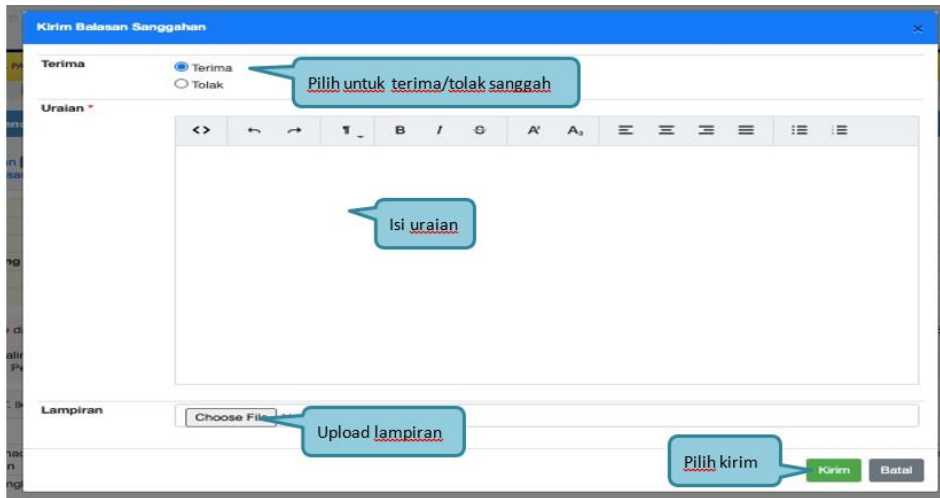 Kirim Balasan Sanggahan ×
Terima
Terima
Tolak
Pilih untuk terima/tolak sanggah
Uraian *
B I S A' A₂
Isi uraian
Lampiran
Choose File
Upload lampiran
Pilih kirim
Kirim Batal